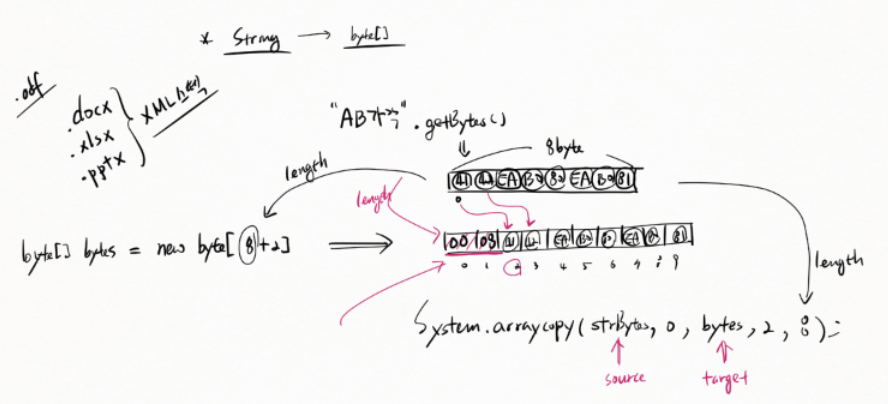 * String → byte[]
.odf
.docx
.xlsx
.pptx
XML
"AB가각".getBytes()
8byte
length
41 42 EA B0 80 EA B0 81
0
length
byte[] bytes = new byte[8+2]
00 08 41 42 EA B0 80 EA B0 81
0 1 2 3 4 5 6 7 8 9
length
System.arraycopy(strBytes, 0, bytes, 2, 8);
source
target